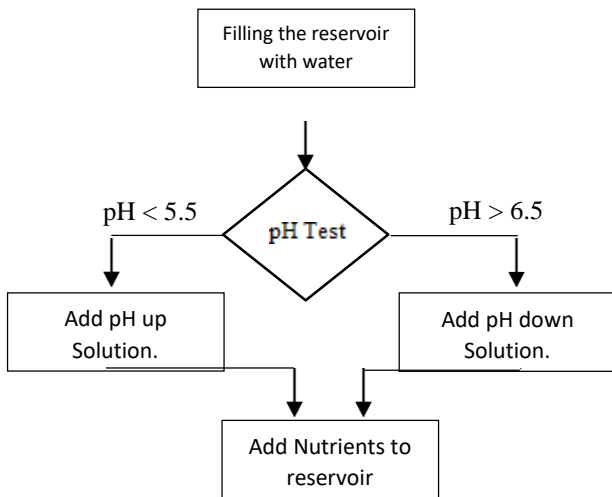 Filling the reservoir
with water
pH < 5.5
pH > 6.5
pH Test
Add pH up
Solution.
Add pH down
Solution.
Add Nutrients to
reservoir